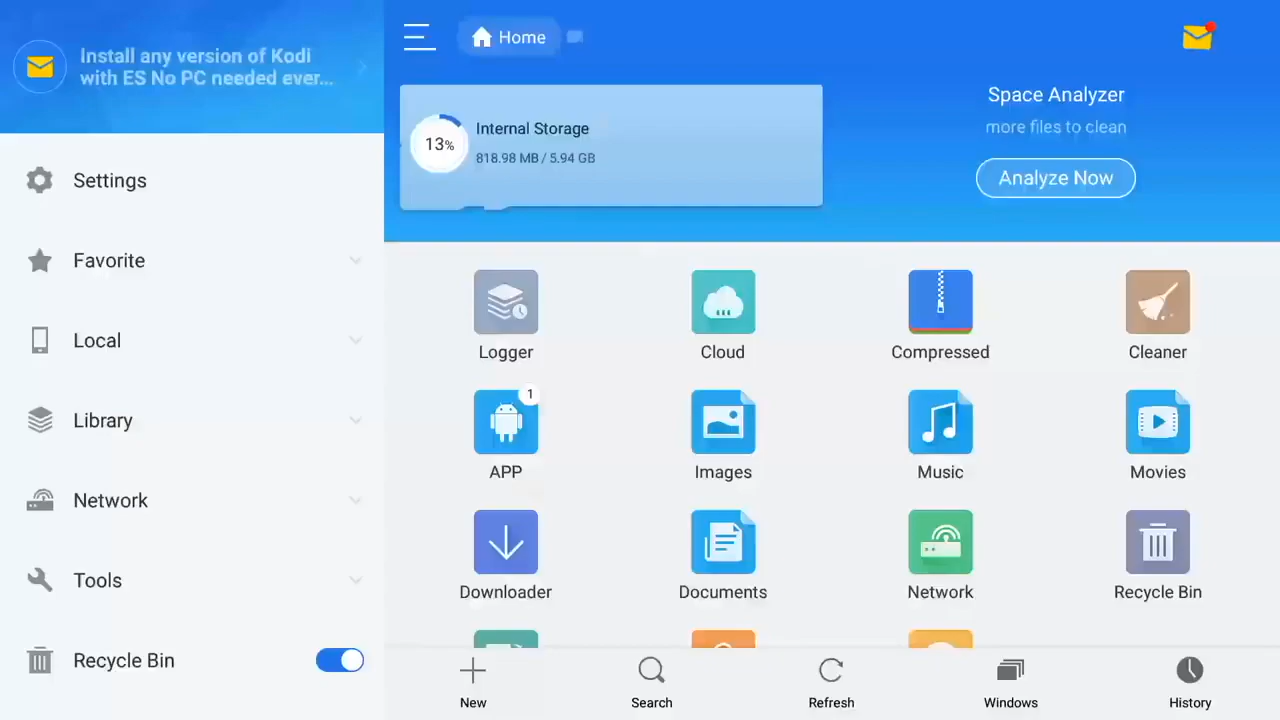 Install any version of Kodi
with ES No PC needed ever...
Settings
Favorite
Local
Library
Network
Tools
Recycle Bin
Home
Internal Storage
13%
818.98 MB / 5.94 GB
Space Analyzer
more files to clean
Analyze Now
Logger
Cloud
Compressed
Cleaner
1
APP
Images
Music
Movies
Downloader
Documents
Network
Recycle Bin
New
Search
Refresh
Windows
History